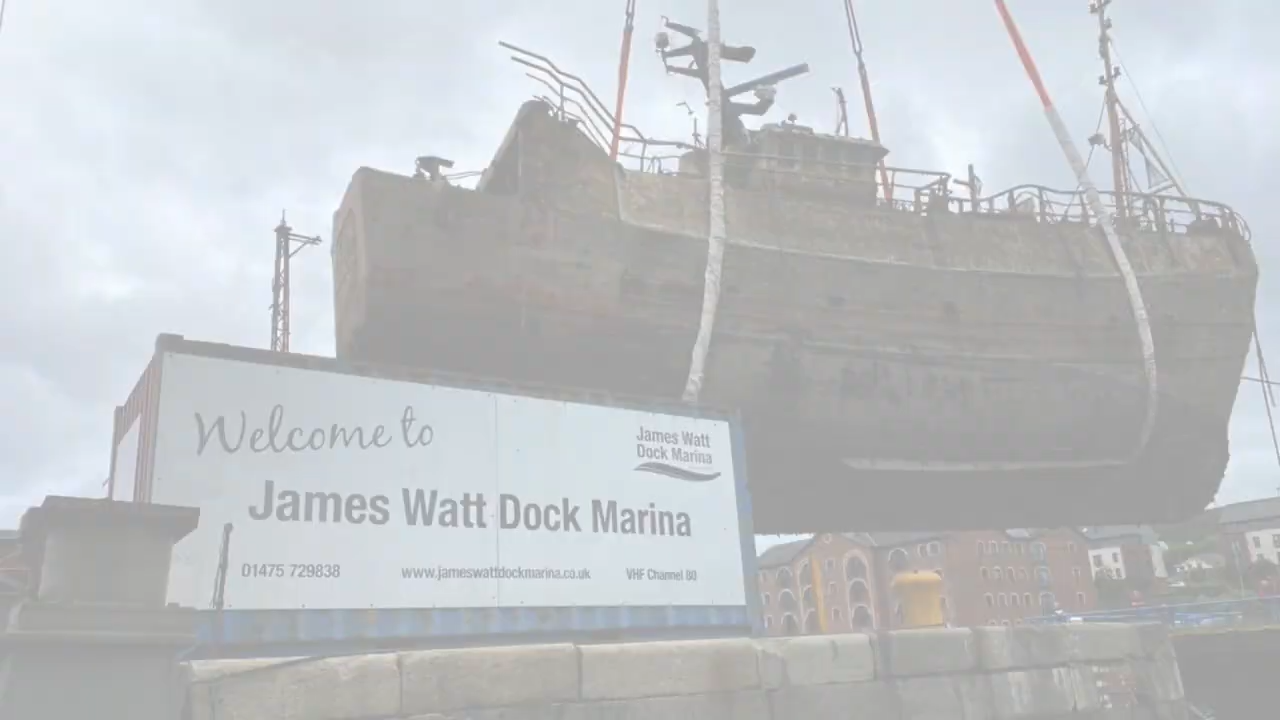 Welcome to
James Watt
Dock Marina
James Watt Dock Marina
01475 729838
www.jameswattdockmarina.co.uk
VHF Channel 80